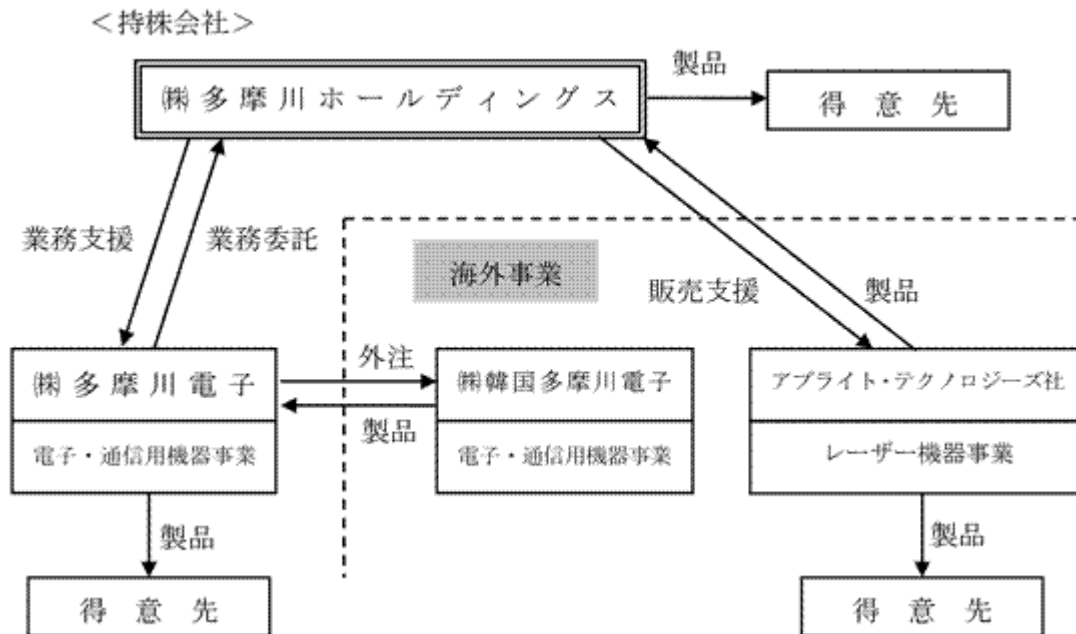 ＜持株会社＞
㈱多摩川ホールディングス
製品
得意先
業務支援
業務委託
海外事業
販売支援
製品
㈱多摩川電子
外注
製品
㈱韓国多摩川電子
アプライト・テクノロジーズ社
電子・通信用機器事業
電子・通信用機器事業
レーザー機器事業
製品
製品
得意先
得意先